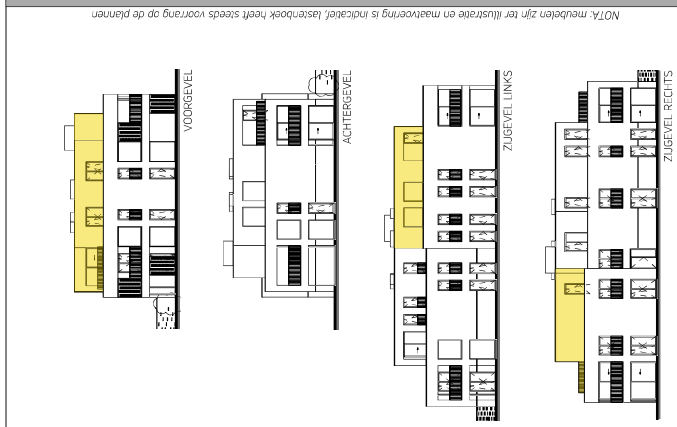 NOTA: meubelen zijn ter illustratie en maatvoering is indicatief, lastenboek heeft steeds voorrang op de plannen
VOORGEVEL
ACHTERGEVEL
ZIJGEVEL LINKS
ZIJGEVEL RECHTS